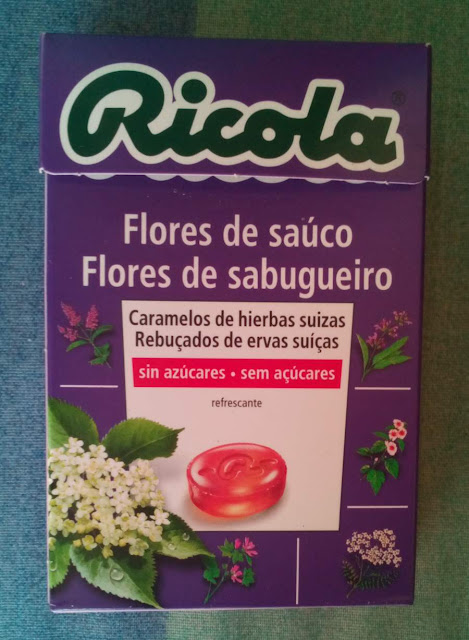 Ricola®
Flores de saúco
Flores de sabugueiro
Caramelos de hierbas suizas
Rebuçados de ervas suíças
sin azúcares • sem açúcares
refrescante